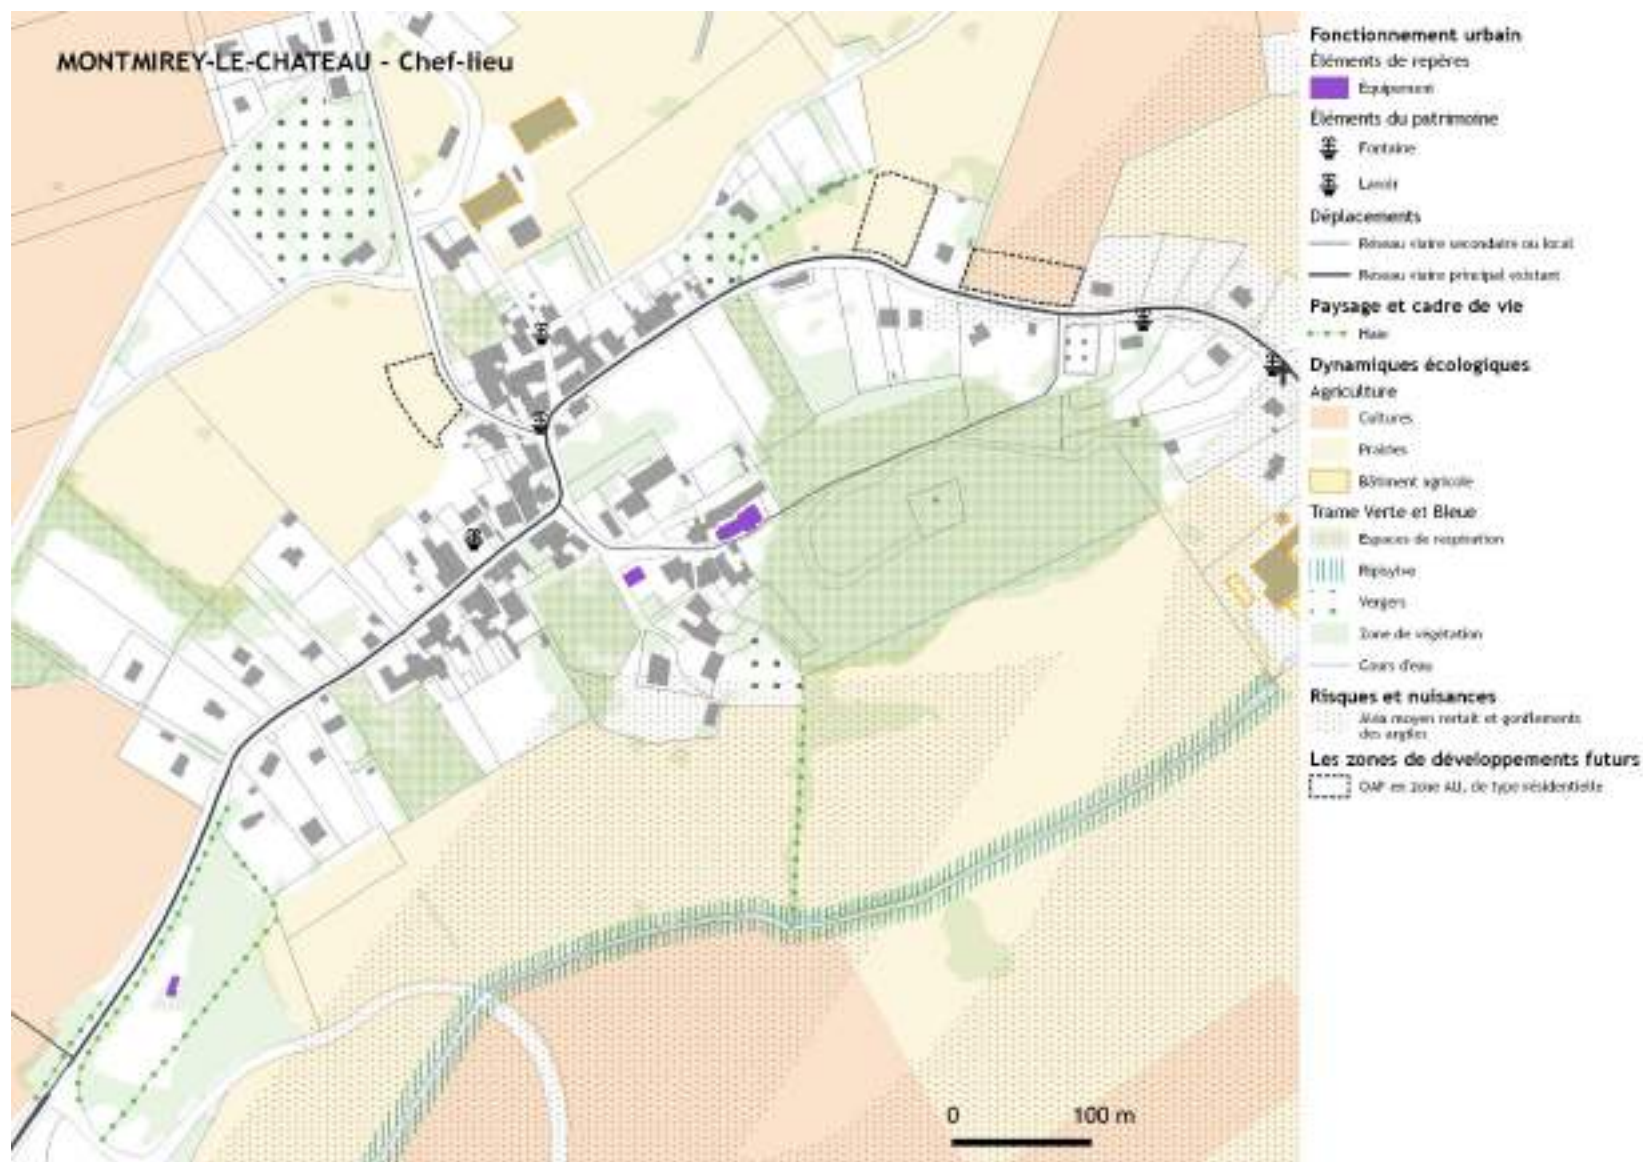 MONTMIREY-LE-CHATEAU - Chef-lieu
Fonctionnement urbain
Éléments de repères
Équipement
Éléments du patrimoine
Fontaine
Lavoir
Déplacements
Réseau viaire secondaire ou local
Réseau viaire principal existant
Paysage et cadre de vie
Haie
Dynamiques écologiques
Agriculture
Cultures
Prairies
Bâtiment agricole
Trame Verte et Bleue
Espaces de respiration
Ripisylve
Vergers
Zone de végétation
Cours d'eau
Risques et nuisances
Aléa moyen retrait et gonflements
des argiles
Les zones de développements futurs
OAP en zone AU, de type résidentielle
0 100 m